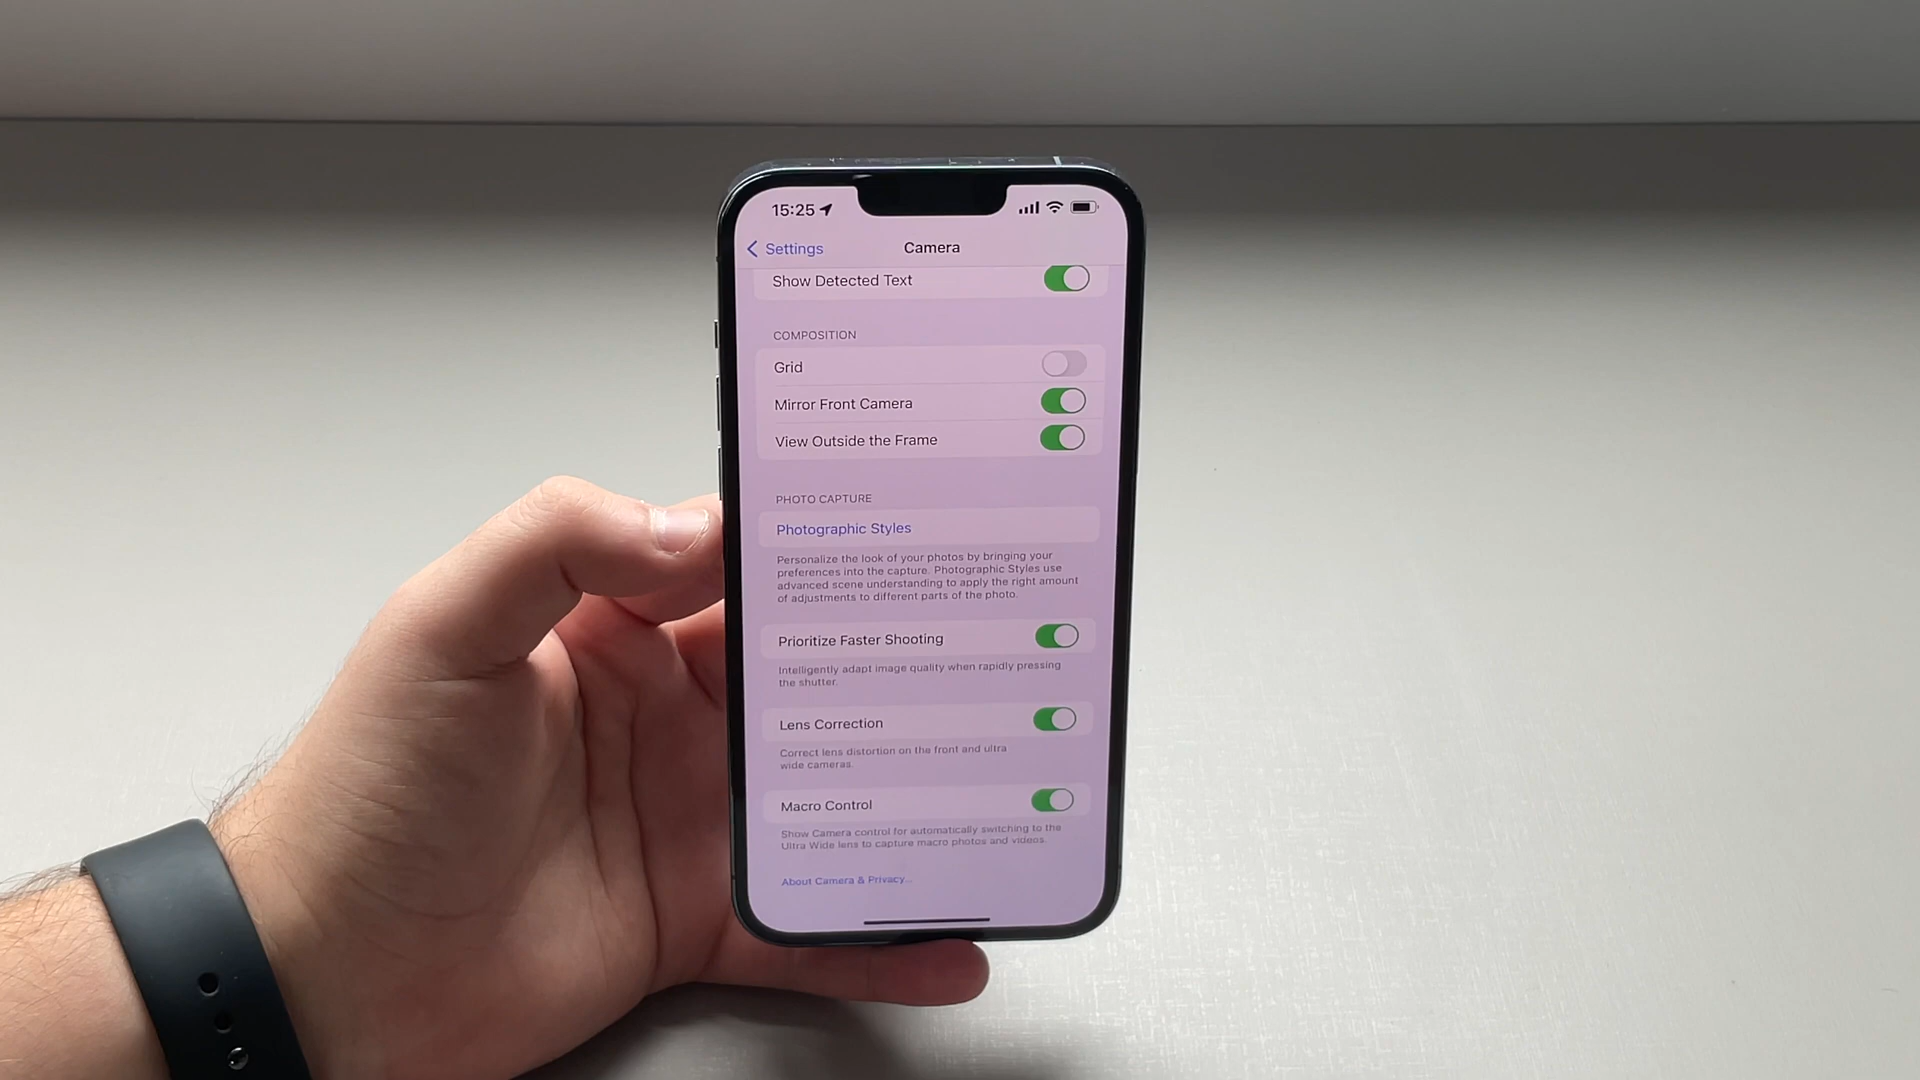 15:25
Settings
Camera
Show Detected Text
COMPOSITION
Grid
Mirror Front Camera
View Outside the Frame
PHOTO CAPTURE
Photographic Styles
Personalize the look of your photos by bringing your
preferences into the capture. Photographic Styles use
advanced scene understanding to apply the right amount
of adjustments to different parts of the photo.
Prioritize Faster Shooting
Intelligently adapt image quality when rapidly pressing
the shutter.
Lens Correction
Correct lens distortion on the front and ultra
wide cameras.
Macro Control
Show Camera control for automatically switching to the
Ultra Wide lens to capture macro photos and videos.
About Camera & Privacy...